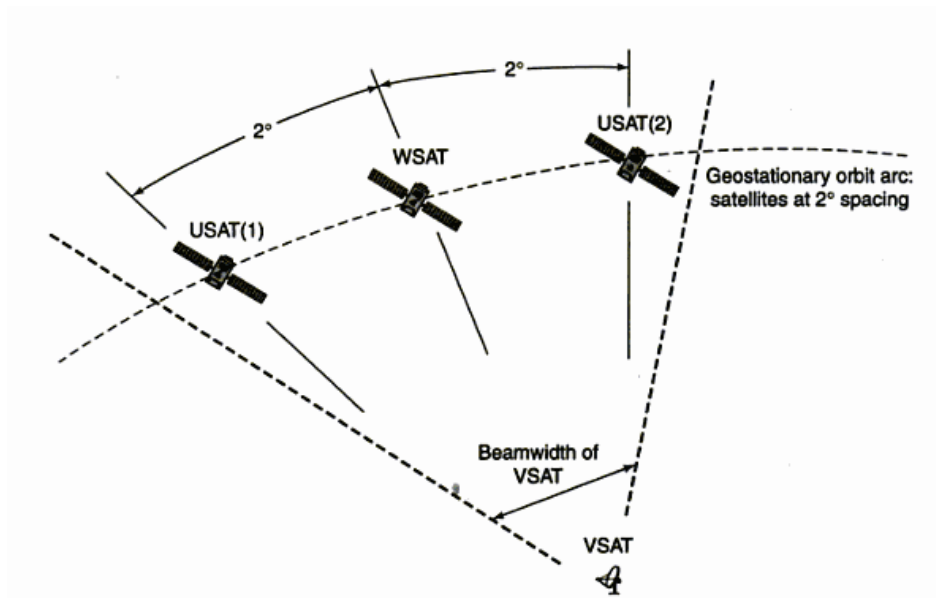 2°
2°
USAT(2)
WSAT
Geostationary orbit arc:
satellites at 2° spacing
USAT(1)
Beamwidth of
VSAT
VSAT